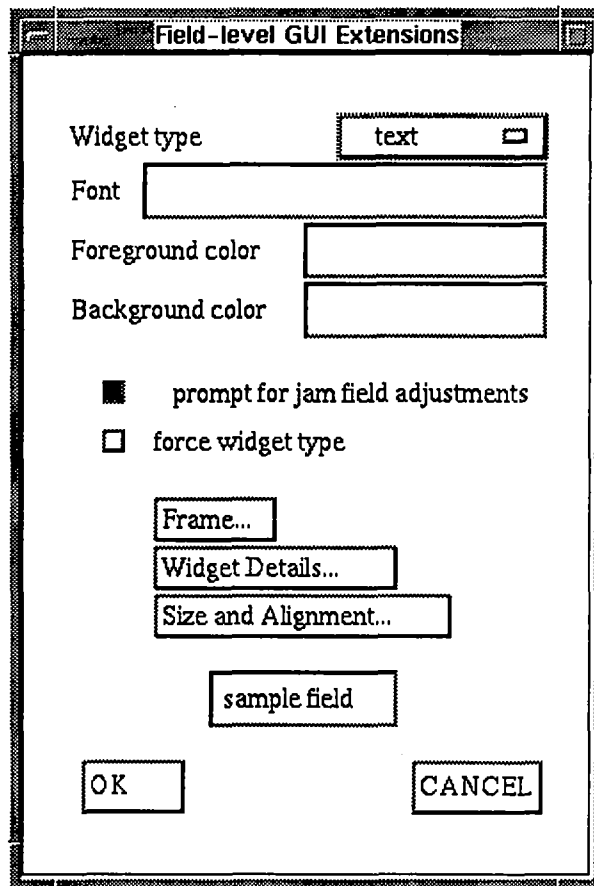 Field-level GUI Extensions
Widget type text
Font
Foreground color
Background color
prompt for jam field adjustments
force widget type
Frame...
Widget Details...
Size and Alignment...
sample field
OK CANCEL